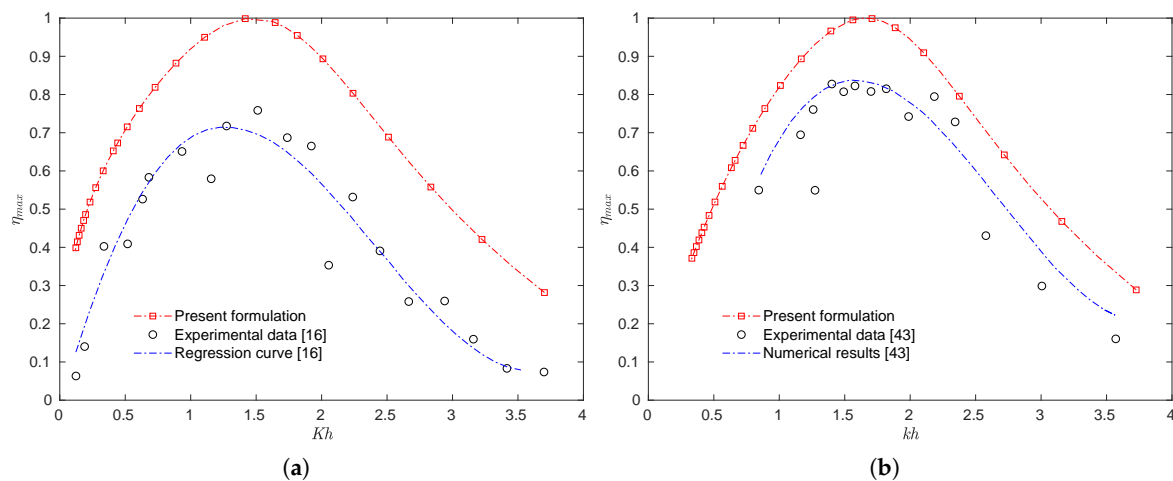 1
0.9
0.8
0.7
0.6
0.5
0.4
0.3
0.2
0.1
0
η_max
Present formulation
Experimental data [16]
Regression curve [16]
0 0.5 1 1.5 2 2.5 3 3.5 4
Kh
(a)
1
0.9
0.8
0.7
0.6
0.5
0.4
0.3
0.2
0.1
0
η_max
Present formulation
Experimental data [43]
Numerical results [43]
0 0.5 1 1.5 2 2.5 3 3.5 4
kh
(b)